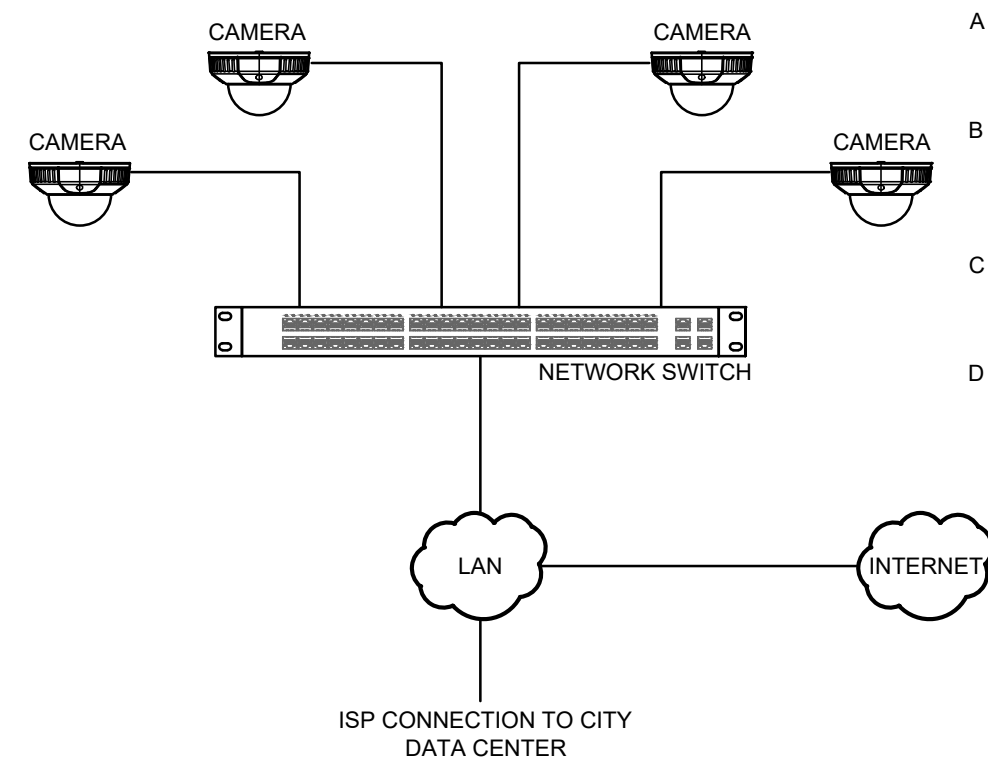 A
CAMERA
CAMERA
B
CAMERA
CAMERA
C
NETWORK SWITCH
D
LAN
INTERNET
ISP CONNECTION TO CITY
DATA CENTER